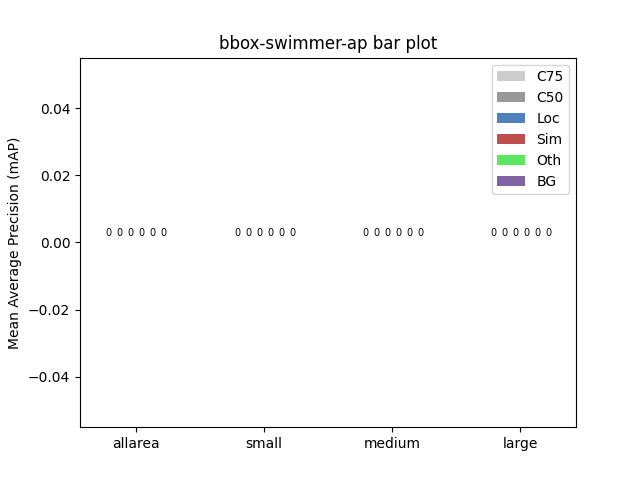 bbox-swimmer-ap bar plot
Mean Average Precision (mAP)
0.04
0.02
0.00
−0.02
−0.04
C75
C50
Loc
Sim
Oth
BG
0 0 0 0 0 0 0 0 0 0 0 0 0 0 0 0 0 0 0 0 0 0 0 0
allarea small medium large